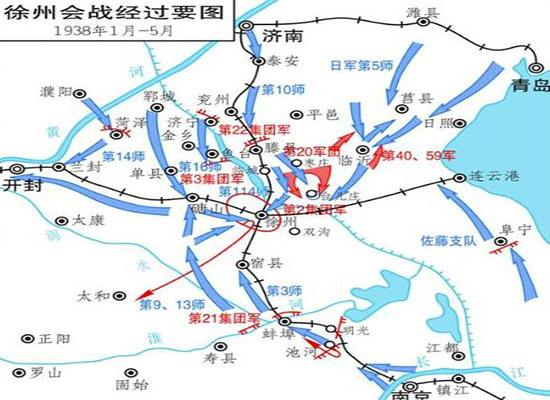 徐州会战经过要图
1938年1月-5月
潍县
济南
泰安
河
青岛
日军第5师
濮阳
郓城
兖州
第10师
莒县
菏泽
济宁
平邑
日照
金乡
第22集团军
黄
第14师
鱼台
滕县
第20军团
临沂
第40、59军
兰封
单县
第16师
枣庄
第3集团军
开封
第114师
台儿庄
连云港
砀山
第2集团军
太康
徐州
双沟
阜宁
涡
佐藤支队
水
宿县
太和
第3师
第9、13师
河
第21集团军
正阳
淮
蚌埠
明光
寿县
池河
江都
罗山
固始
长
江
南京
镇江